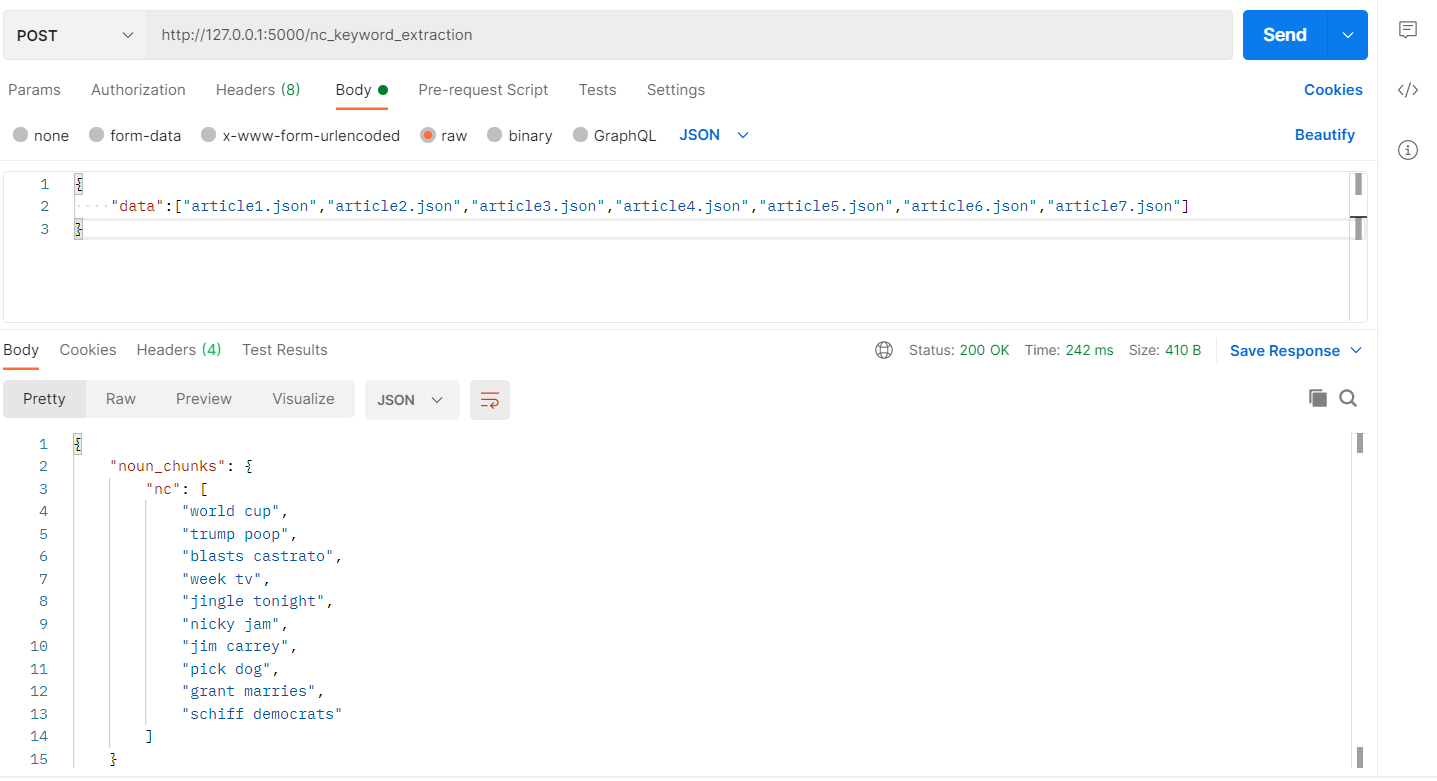 POST http://127.0.0.1:5000/nc_keyword_extraction Send
Params Authorization Headers (8) Body Pre-request Script Tests Settings Cookies
none form-data x-www-form-urlencoded raw binary GraphQL JSON Beautify
1 {
2 ····"data":["article1.json","article2.json","article3.json","article4.json","article5.json","article6.json","article7.json"]
3 }
Body Cookies Headers (4) Test Results Status: 200 OK Time: 242 ms Size: 410 B Save Response
Pretty Raw Preview Visualize JSON
1 {
2     "noun_chunks": {
3         "nc": [
4             "world cup",
5             "trump poop",
6             "blasts castrato",
7             "week tv",
8             "jingle tonight",
9             "nicky jam",
10             "jim carrey",
11             "pick dog",
12             "grant marries",
13             "schiff democrats"
14         ]
15     }